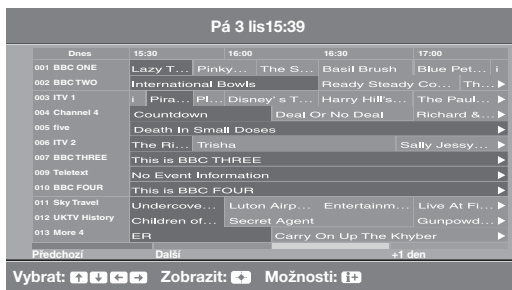 Pá 3 lis15:39
Dnes 15:30 16:00 16:30 17:00
001 BBC ONE Lazy T... Pinky... The S... Basil Brush Blue Pet... i
002 BBC TWO International Bowls Ready Steady Co... Th...
003 ITV 1 i Pira... Pl... Disney's T... Harry Hill's... The Paul...
004 Channel 4 Countdown Deal Or No Deal Richard &...
005 five Death In Small Doses
006 ITV 2 The Ri... Trisha Sally Jessy...
007 BBC THREE This is BBC THREE
009 Teletext No Event Information
010 BBC FOUR This is BBC FOUR
011 Sky Travel Undercove... Luton Airp... Entertainm... Live At Fi...
012 UKTV History Children of... Secret Agent Gunpowd...
013 More 4 ER Carry On Up The Khyber
Předchozí Další +1 den
Vybrat: Zobrazit: Možnosti: i+